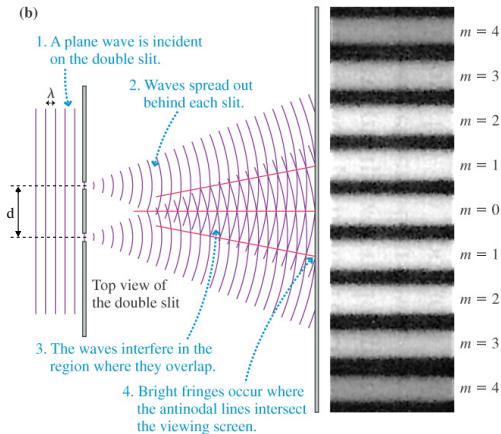 (b)
1. A plane wave is incident
on the double slit.
λ
2. Waves spread out
behind each slit.
d
Top view of
the double slit
3. The waves interfere in the
region where they overlap.
4. Bright fringes occur where
the antinodal lines intersect
the viewing screen.
m = 4
m = 3
m = 2
m = 1
m = 0
m = 1
m = 2
m = 3
m = 4